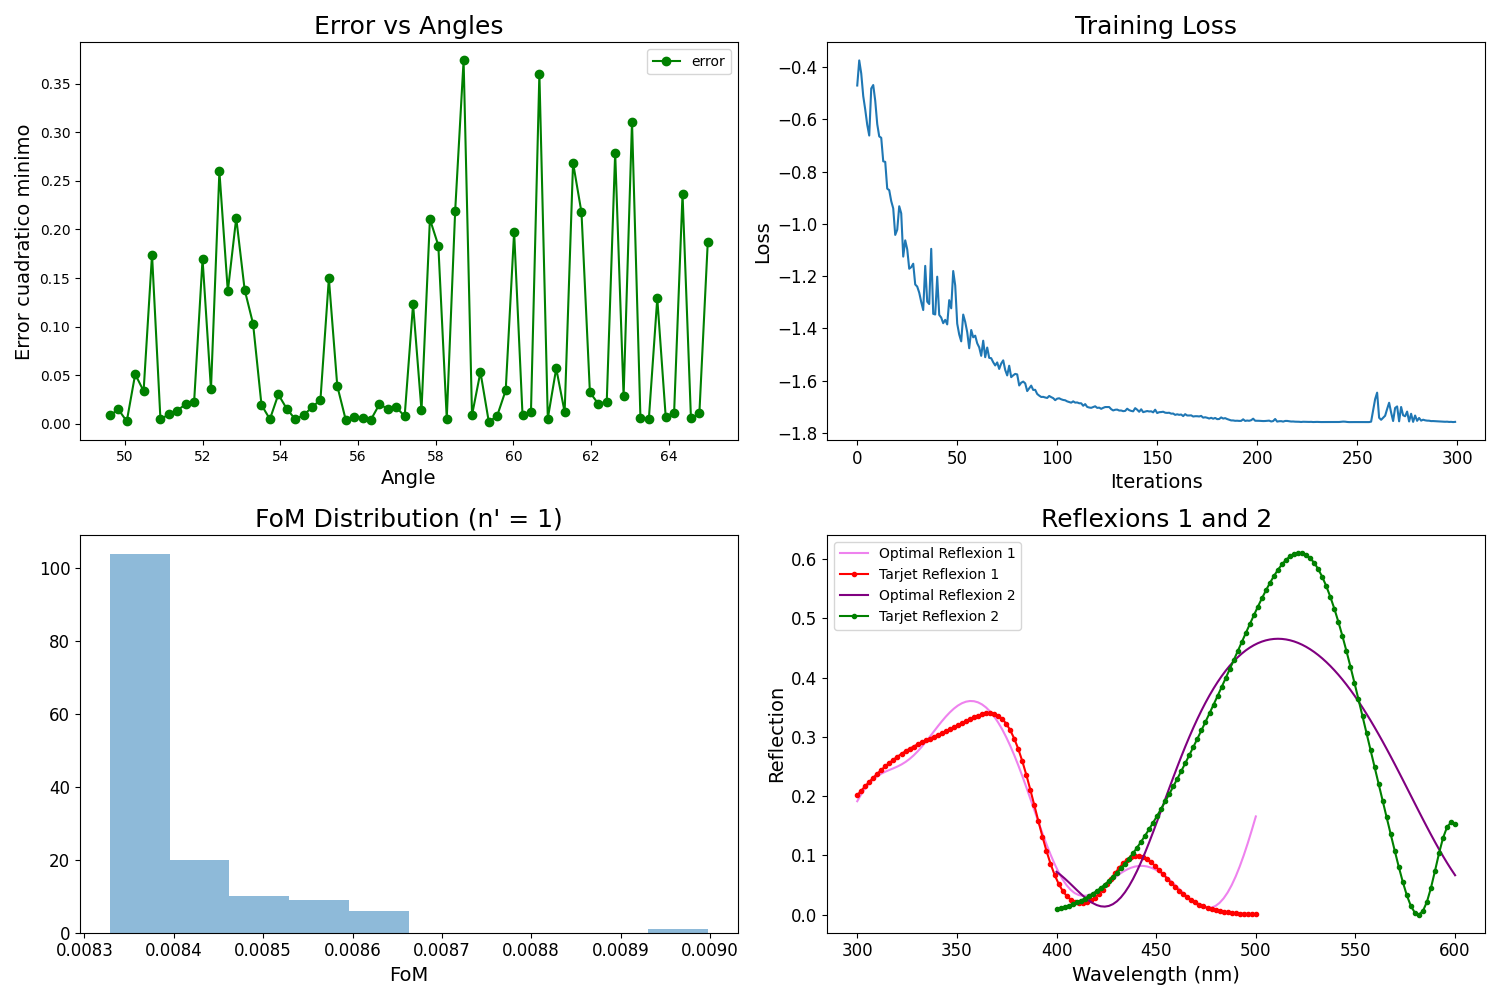 Error vs Angles
error
0.35
0.30
0.25
0.20
0.15
0.10
0.05
0.00
Error cuadratico minimo
50 52 54 56 58 60 62 64
Angle
Training Loss
−0.4
−0.6
−0.8
−1.0
−1.2
−1.4
−1.6
−1.8
Loss
0 50 100 150 200 250 300
Iterations
FoM Distribution (n' = 1)
100
80
60
40
20
0
0.0083 0.0084 0.0085 0.0086 0.0087 0.0088 0.0089 0.0090
FoM
Reflexions 1 and 2
Optimal Reflexion 1
Tarjet Reflexion 1
Optimal Reflexion 2
Tarjet Reflexion 2
0.6
0.5
0.4
0.3
0.2
0.1
0.0
Reflection
300 350 400 450 500 550 600
Wavelength (nm)